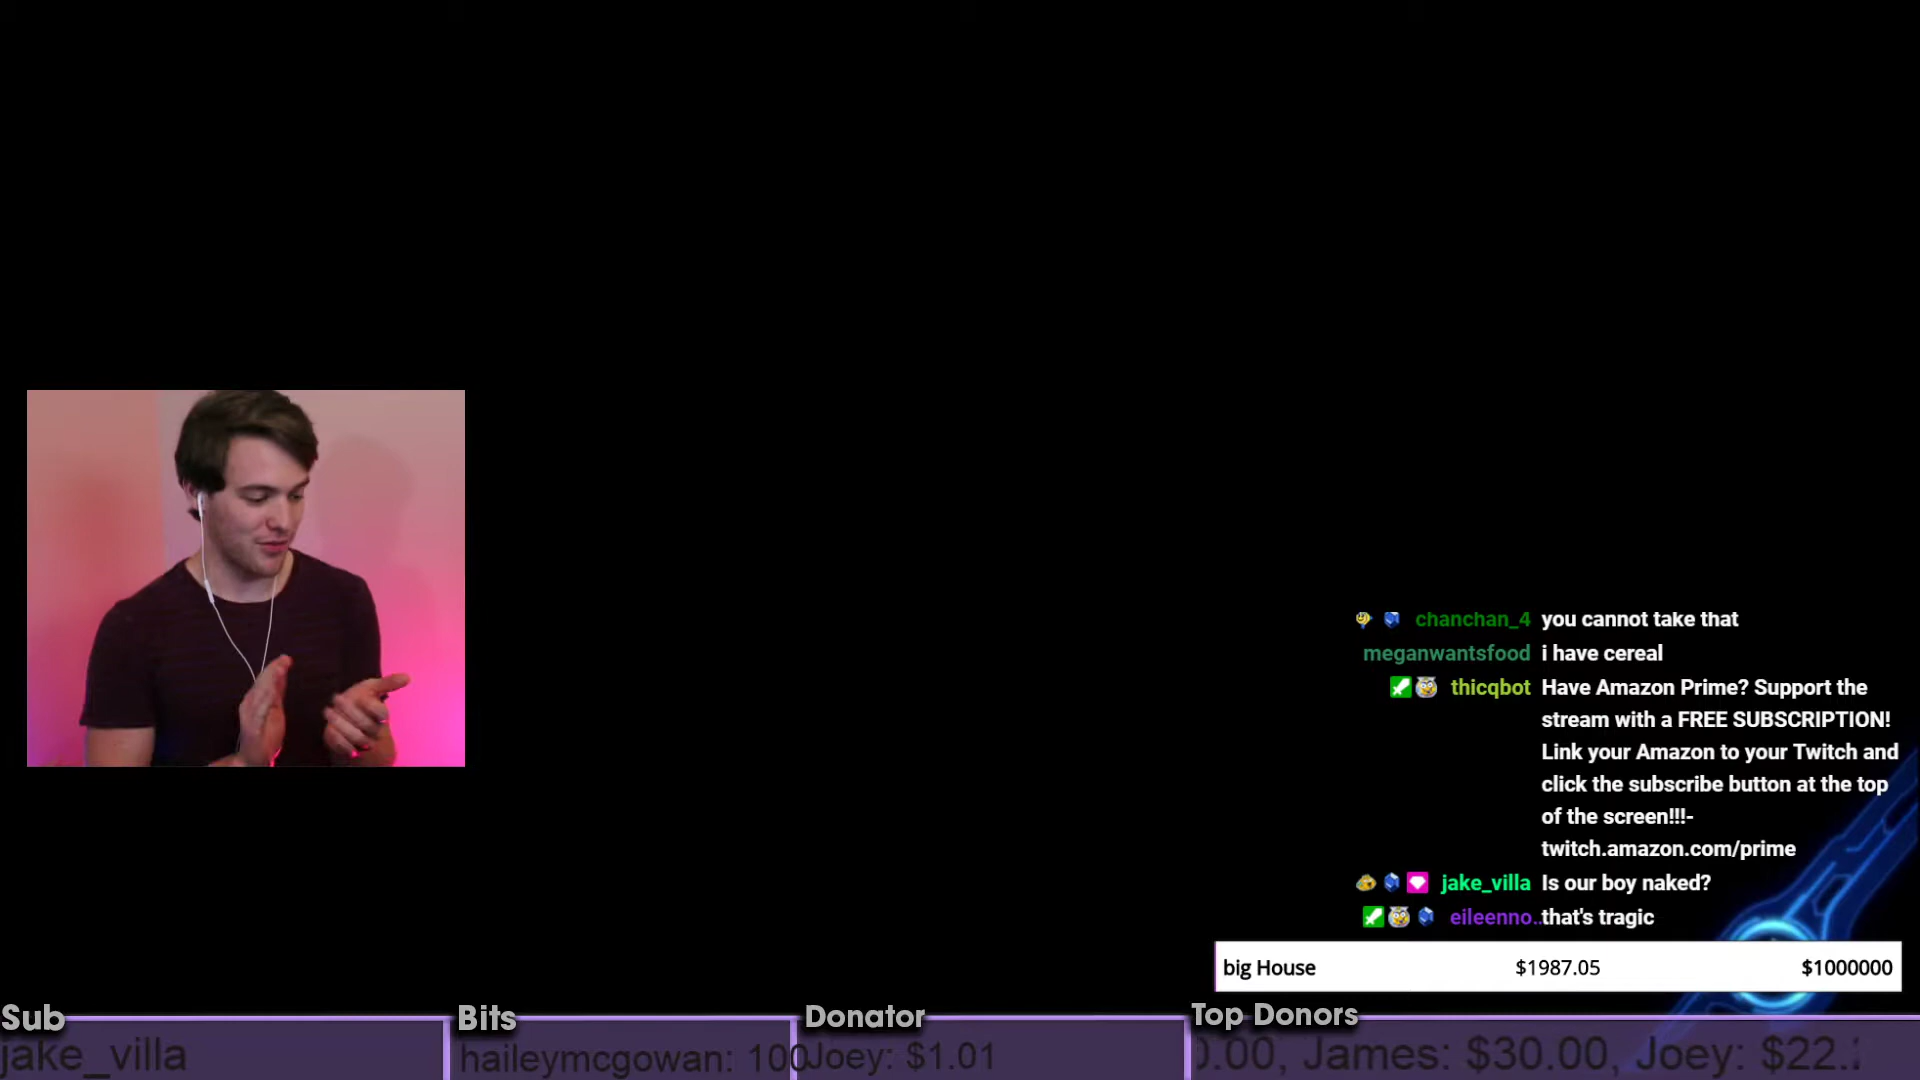 chanchan_4 you cannot take that
meganwantsfood i have cereal
thicqbot Have Amazon Prime? Support the
stream with a FREE SUBSCRIPTION!
Link your Amazon to your Twitch and
click the subscribe button at the top
of the screen!!!-
twitch.amazon.com/prime
jake_villa Is our boy naked?
eileenno.. that's tragic
big House $1987.05 $1000000
Sub Bits Donator Top Donors
jake_villa haileymcgowan: 100 Joey: $1.01 0.00, James: $30.00, Joey: $22.